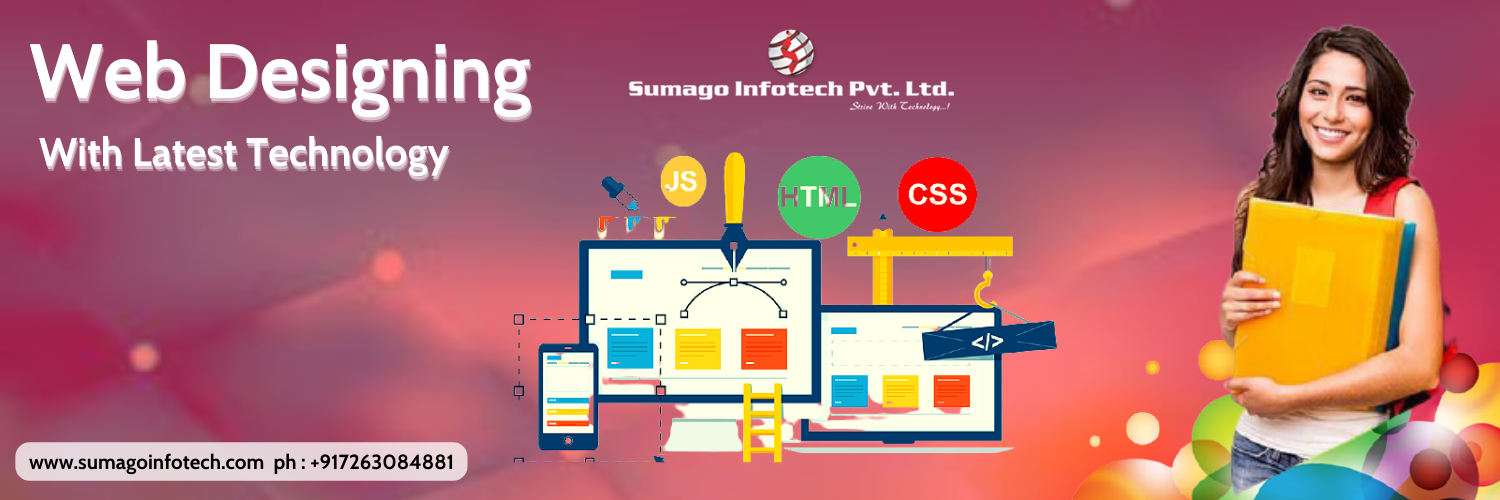 Web Designing
With Latest Technology
Sumago Infotech Pvt. Ltd.
Strive With Technology...!
JS
HTML
CSS
</>
www.sumagoinfotech.com ph : +917263084881